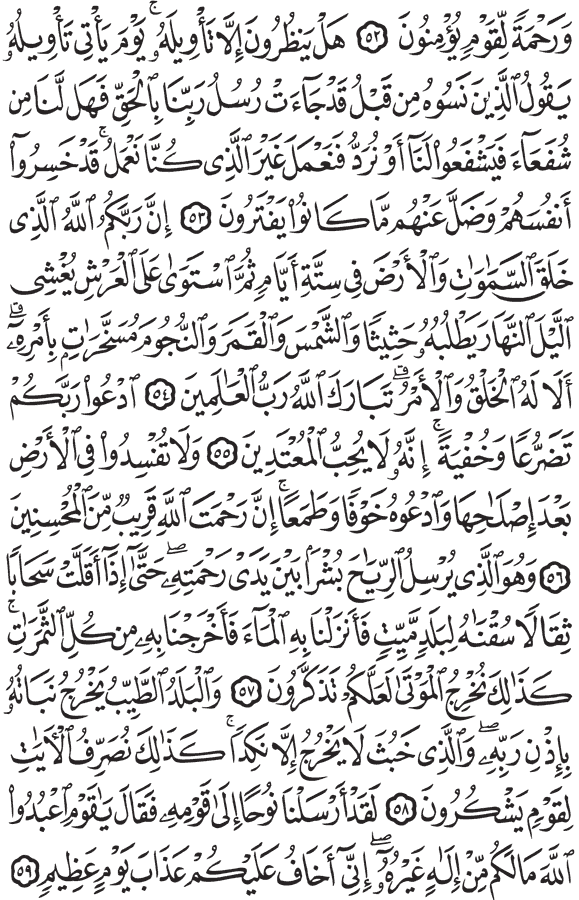 وَرَحْمَةً لِّقَوْمٍ يُؤْمِنُونَ ٥٢ هَلْ يَنظُرُونَ إِلَّا تَأْوِيلَهُۥۚ يَوْمَ يَأْتِى تَأْوِيلُهُۥ
يَقُولُ ٱلَّذِينَ نَسُوهُ مِن قَبْلُ قَدْ جَآءَتْ رُسُلُ رَبِّنَا بِٱلْحَقِّ فَهَل لَّنَا مِن
شُفَعَآءَ فَيَشْفَعُوا۟ لَنَآ أَوْ نُرَدُّ فَنَعْمَلَ غَيْرَ ٱلَّذِى كُنَّا نَعْمَلُۚ قَدْ خَسِرُوٓا۟
أَنفُسَهُمْ وَضَلَّ عَنْهُم مَّا كَانُوا۟ يَفْتَرُونَ ٥٣ إِنَّ رَبَّكُمُ ٱللَّهُ ٱلَّذِى
خَلَقَ ٱلسَّمَٰوَٰتِ وَٱلْأَرْضَ فِى سِتَّةِ أَيَّامٍ ثُمَّ ٱسْتَوَىٰ عَلَى ٱلْعَرْشِ يُغْشِى
ٱلَّيْلَ ٱلنَّهَارَ يَطْلُبُهُۥ حَثِيثًا وَٱلشَّمْسَ وَٱلْقَمَرَ وَٱلنُّجُومَ مُسَخَّرَٰتٍۭ بِأَمْرِهِۦٓۗ
أَلَا لَهُ ٱلْخَلْقُ وَٱلْأَمْرُۗ تَبَارَكَ ٱللَّهُ رَبُّ ٱلْعَٰلَمِينَ ٥٤ ٱدْعُوا۟ رَبَّكُمْ
تَضَرُّعًا وَخُفْيَةًۚ إِنَّهُۥ لَا يُحِبُّ ٱلْمُعْتَدِينَ ٥٥ وَلَا تُفْسِدُوا۟ فِى ٱلْأَرْضِ
بَعْدَ إِصْلَٰحِهَا وَٱدْعُوهُ خَوْفًا وَطَمَعًاۚ إِنَّ رَحْمَتَ ٱللَّهِ قَرِيبٌ مِّنَ ٱلْمُحْسِنِينَ
٥٦ وَهُوَ ٱلَّذِى يُرْسِلُ ٱلرِّيَٰحَ بُشْرًۢا بَيْنَ يَدَىْ رَحْمَتِهِۦۖ حَتَّىٰٓ إِذَآ أَقَلَّتْ سَحَابًا
ثِقَالًا سُقْنَٰهُ لِبَلَدٍ مَّيِّتٍ فَأَنزَلْنَا بِهِ ٱلْمَآءَ فَأَخْرَجْنَا بِهِۦ مِن كُلِّ ٱلثَّمَرَٰتِۚ
كَذَٰلِكَ نُخْرِجُ ٱلْمَوْتَىٰ لَعَلَّكُمْ تَذَكَّرُونَ ٥٧ وَٱلْبَلَدُ ٱلطَّيِّبُ يَخْرُجُ نَبَاتُهُۥ
بِإِذْنِ رَبِّهِۦۖ وَٱلَّذِى خَبُثَ لَا يَخْرُجُ إِلَّا نَكِدًاۚ كَذَٰلِكَ نُصَرِّفُ ٱلْءَايَٰتِ
لِقَوْمٍ يَشْكُرُونَ ٥٨ لَقَدْ أَرْسَلْنَا نُوحًا إِلَىٰ قَوْمِهِۦ فَقَالَ يَٰقَوْمِ ٱعْبُدُوا۟
ٱللَّهَ مَا لَكُم مِّنْ إِلَٰهٍ غَيْرُهُۥٓۖ إِنِّىٓ أَخَافُ عَلَيْكُمْ عَذَابَ يَوْمٍ عَظِيمٍ ٥٩